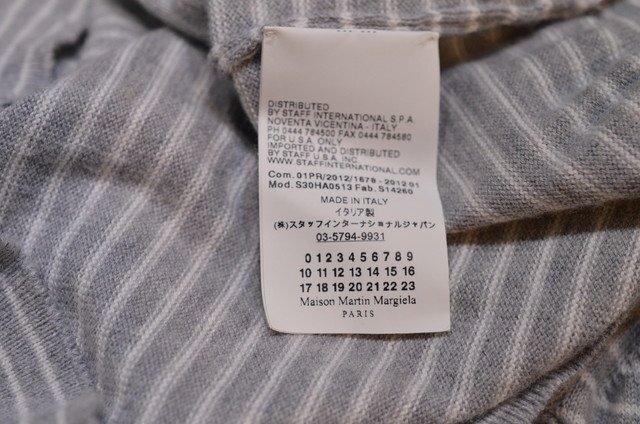 DISTRIBUTED
BY STAFF INTERNATIONAL S.P.A
NOVENTA VICENTINA - ITALY
PH 0444 784500 FAX 0444 784580
FOR U.S.A. ONLY
IMPORTED AND DISTRIBUTED
BY STAFF U.S.A. INC.
WWW.STAFFINTERNATIONAL.COM
Com. 01PR/2012/1678 - 2012.91
Mod. S30HA0513 Fab. S14260
MADE IN ITALY
イタリア製
(株)スタッフインターナショナルジャパン
03-5794-9931
0 1 2 3 4 5 6 7 8 9
10 11 12 13 14 15 16
17 18 19 20 21 22 23
Maison Martin Margiela
PARIS